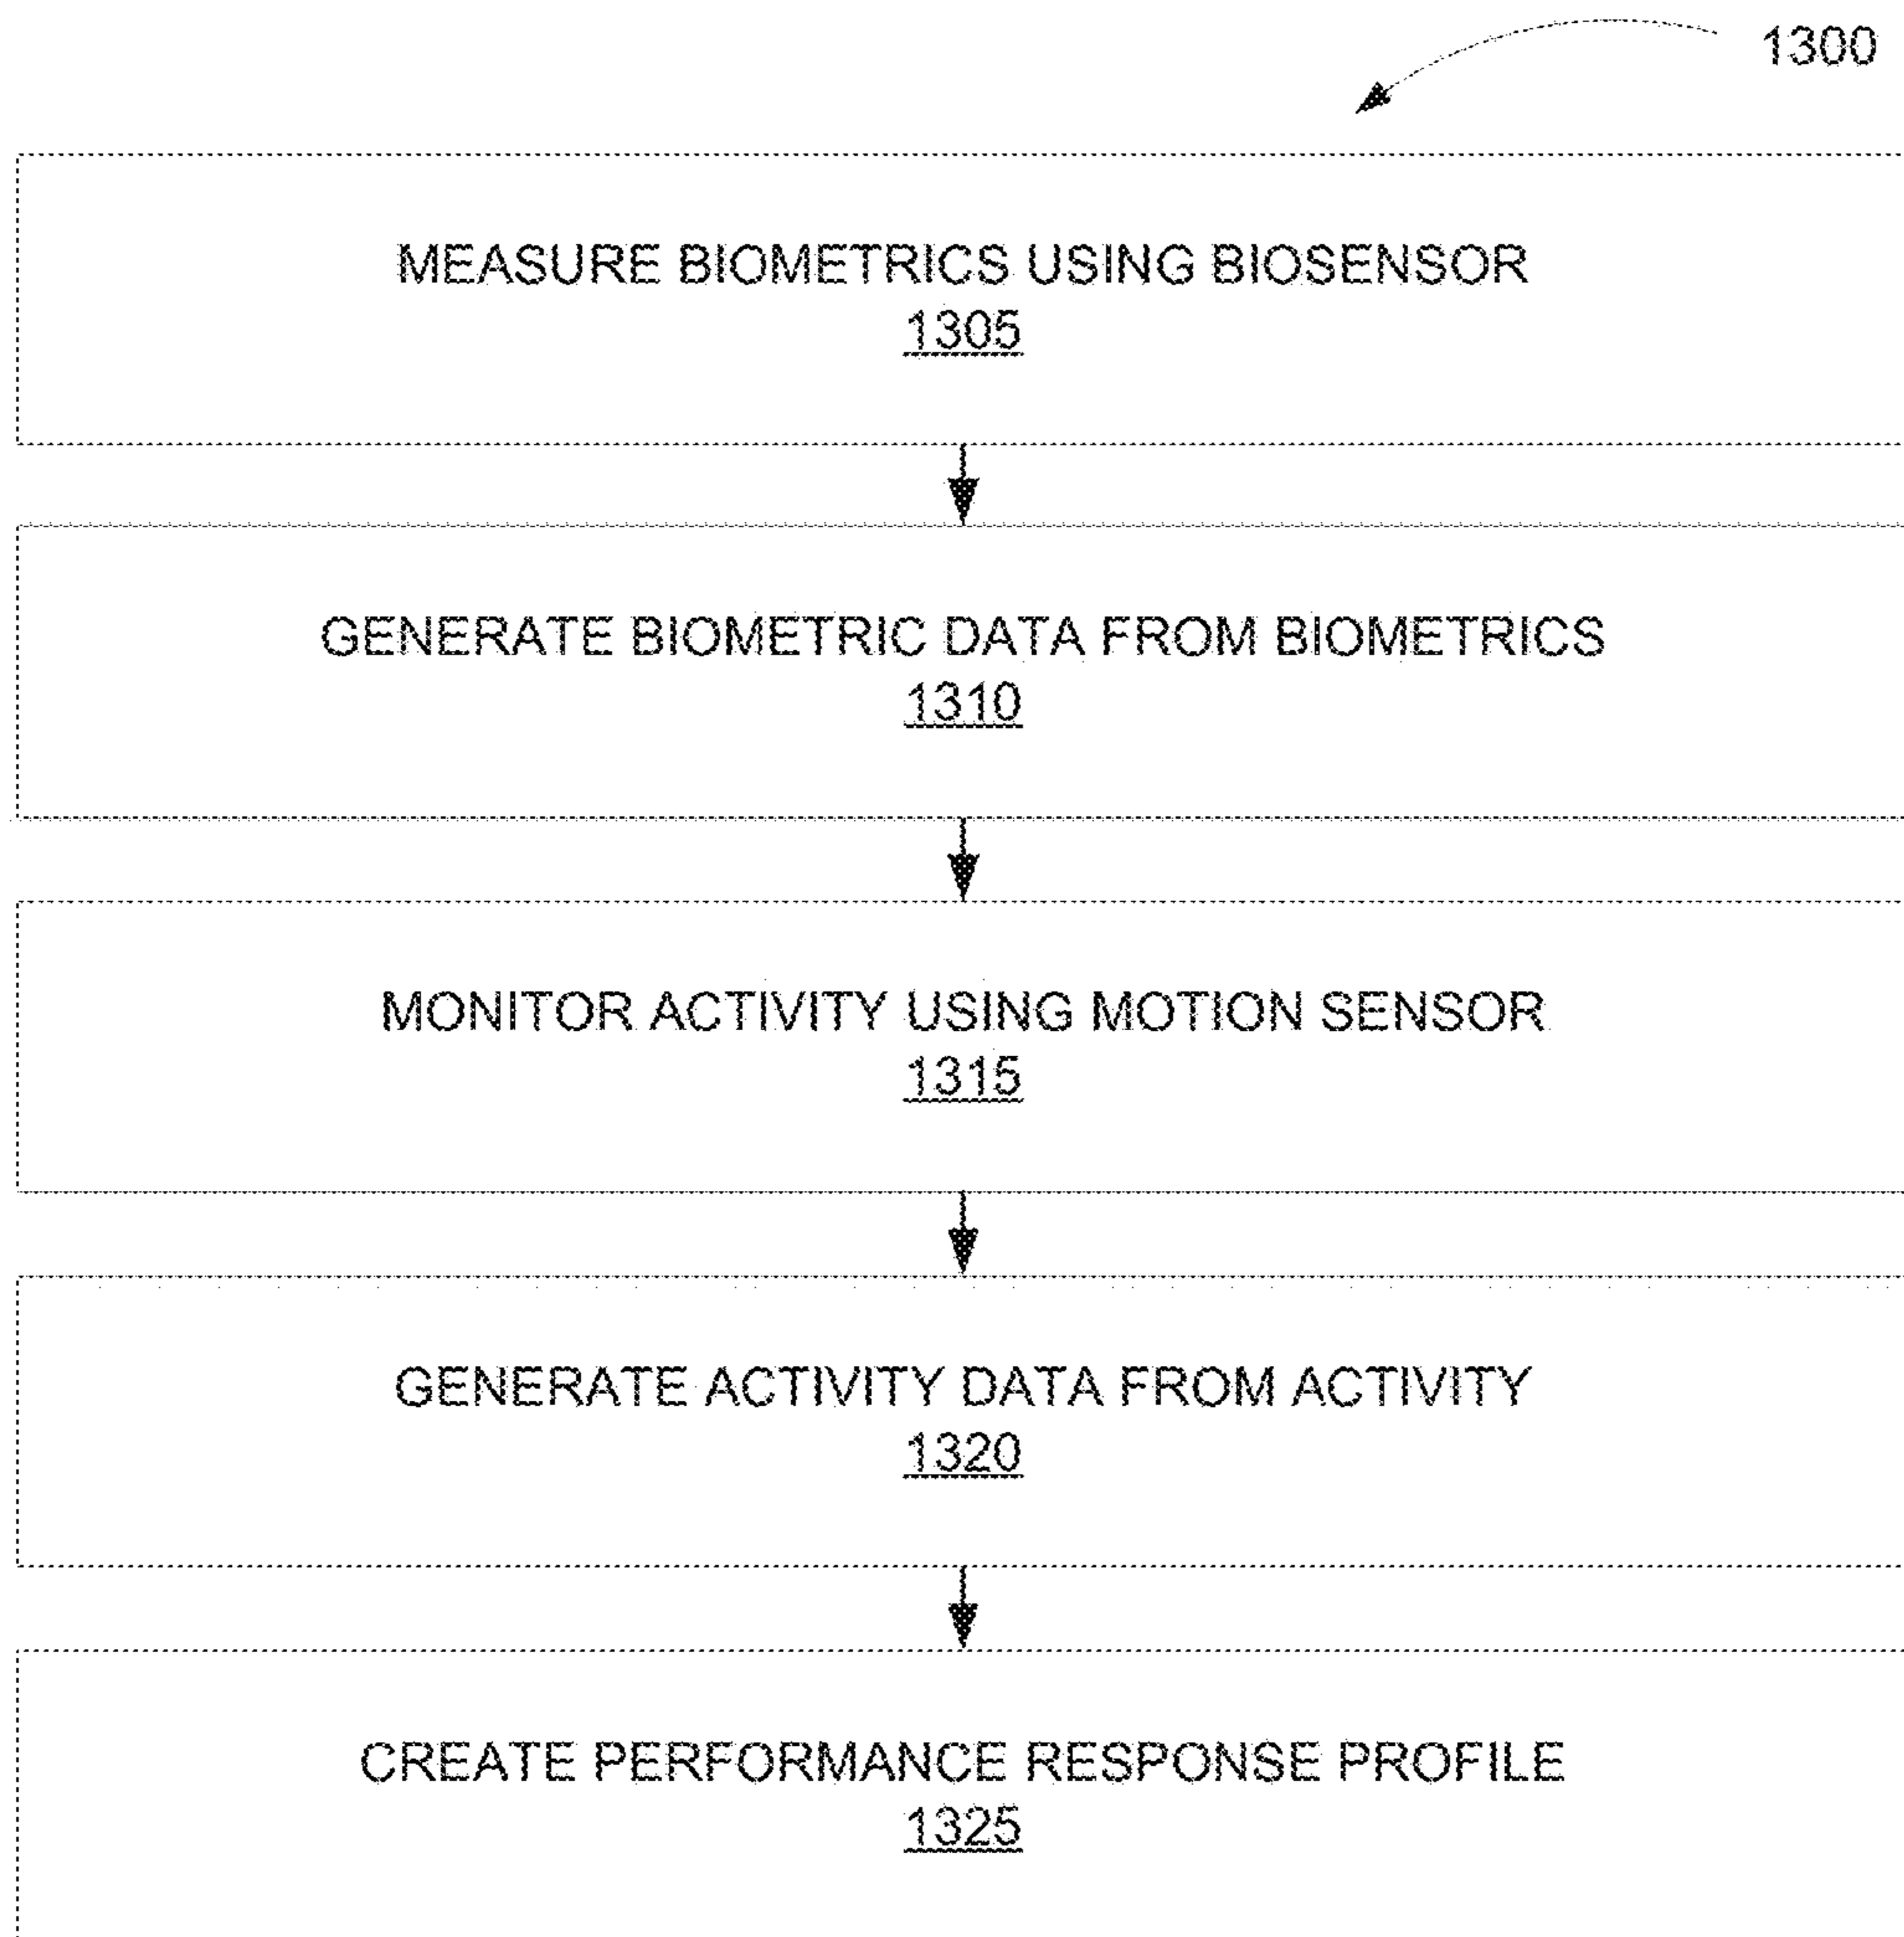 1300
MEASURE BIOMETRICS USING BIOSENSOR
1305
GENERATE BIOMETRIC DATA FROM BIOMETRICS
1310
MONITOR ACTIVITY USING MOTION SENSOR
1315
GENERATE ACTIVITY DATA FROM ACTIVITY
1320
CREATE PERFORMANCE RESPONSE PROFILE
1325